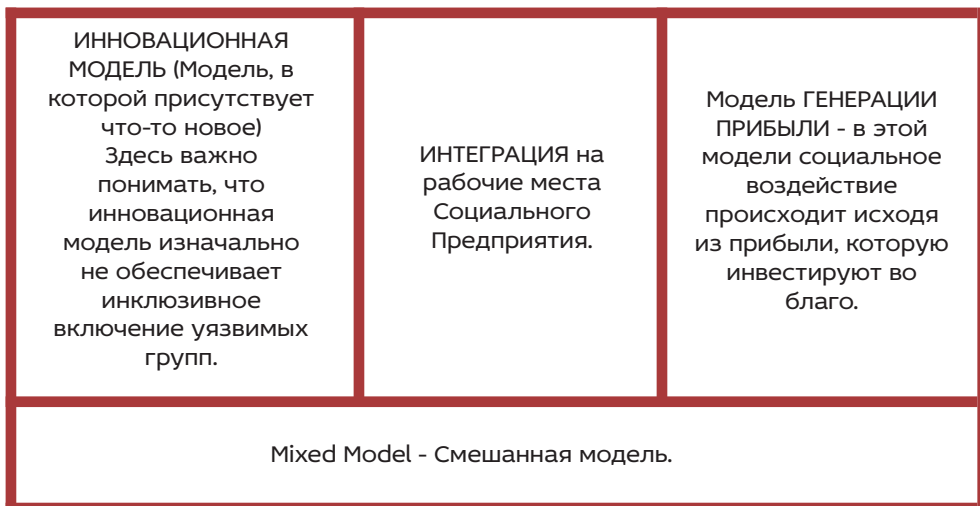 ИННОВАЦИОННАЯ
МОДЕЛЬ (Модель, в
которой присутствует
что-то новое)
Здесь важно
понимать, что
инновационная
модель изначально
не обеспечивает
инклюзивное
включение уязвимых
групп.
ИНТЕГРАЦИЯ на
рабочие места
Социального
Предприятия.
Модель ГЕНЕРАЦИИ
ПРИБЫЛИ - в этой
модели социальное
воздействие
происходит исходя
из прибыли, которую
инвестируют во
благо.
Mixed Model - Смешанная модель.